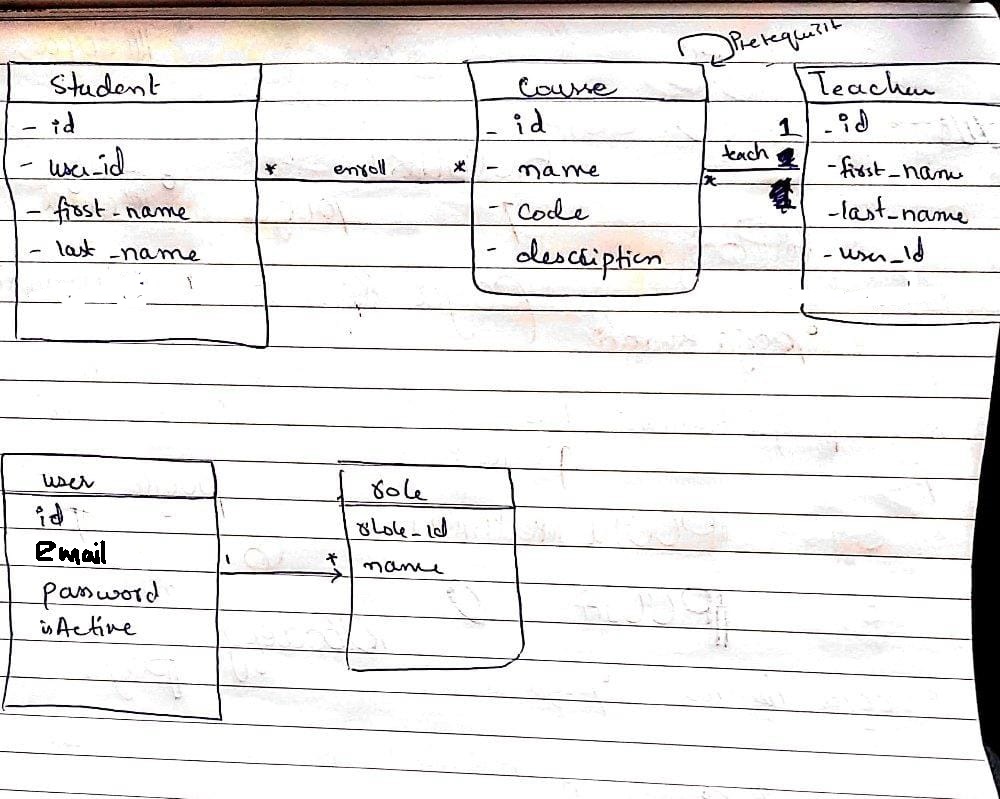 Prerequisit
Student
- id
- user_id
- first_name
- last_name
* enroll *
Course
- id
- name
- code
- description
1
teach
*
Teacher
- id
- first_name
- last_name
- user_id
user
id
Email
password
isActive
1 *
role
role_id
name